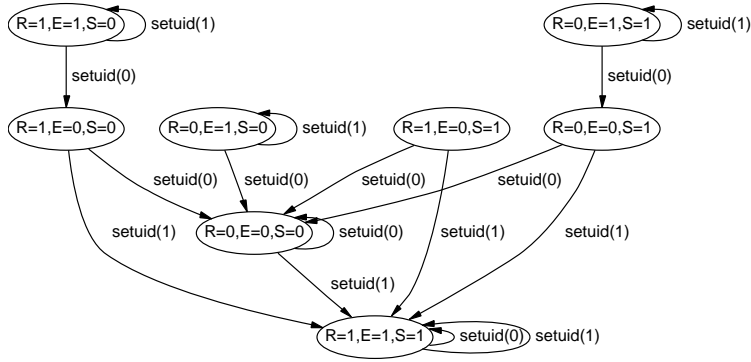 R=1,E=1,S=0
setuid(1)
R=0,E=1,S=1
setuid(1)
setuid(0)
setuid(0)
R=1,E=0,S=0
R=0,E=1,S=0
setuid(1)
R=1,E=0,S=1
R=0,E=0,S=1
setuid(0)
setuid(0)
setuid(0)
setuid(0)
setuid(1)
R=0,E=0,S=0
setuid(0)
setuid(1)
setuid(1)
setuid(1)
R=1,E=1,S=1
setuid(0)
setuid(1)